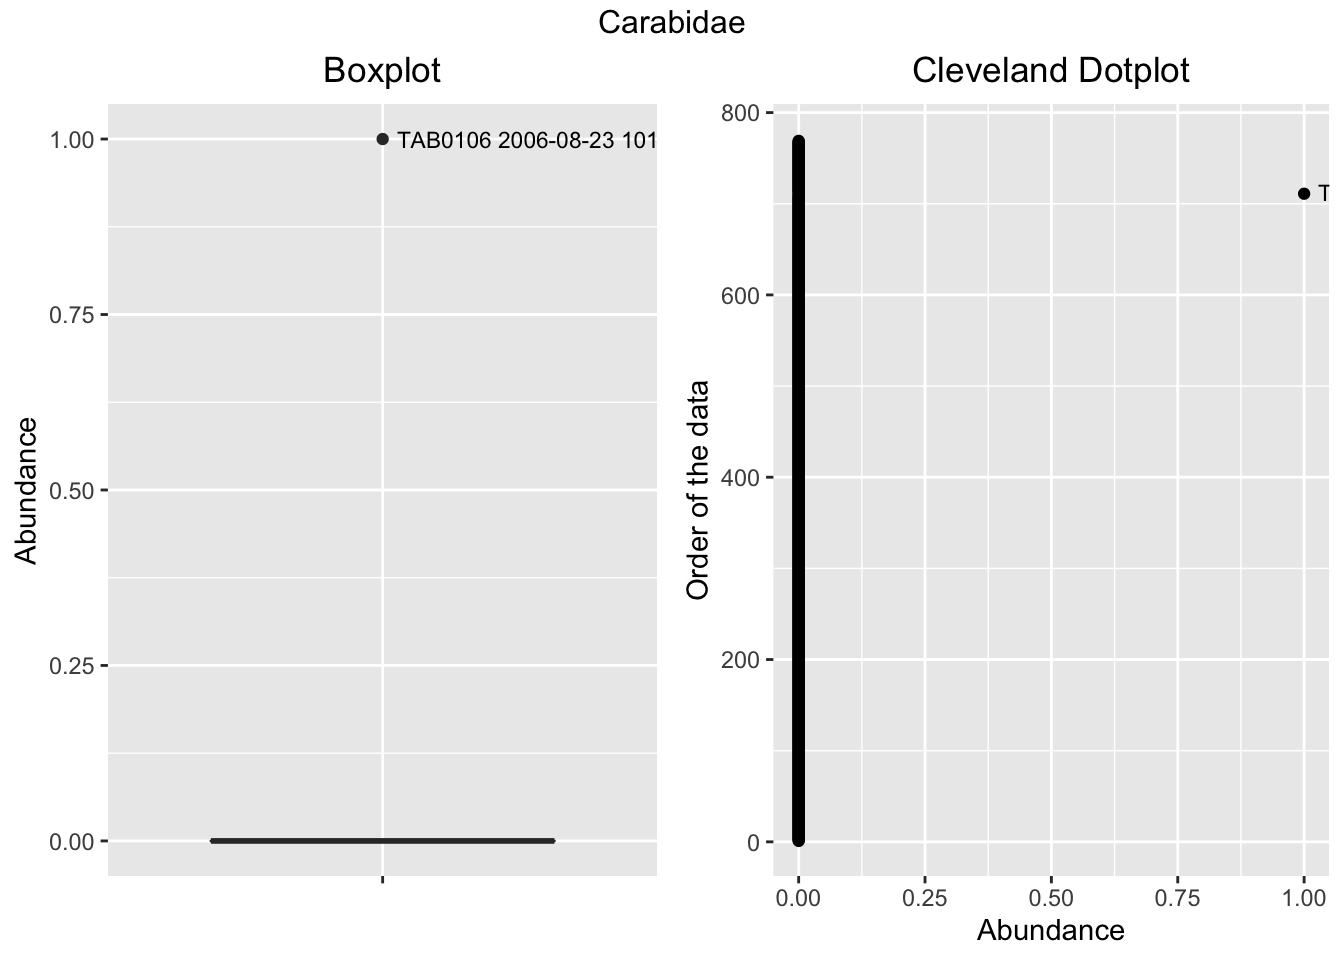 Carabidae
Boxplot
1.00
0.75
0.50
0.25
0.00
Abundance
TAB0106 2006-08-23 101
Cleveland Dotplot
800
600
400
200
0
Order of the data
T
0.00 0.25 0.50 0.75 1.00
Abundance